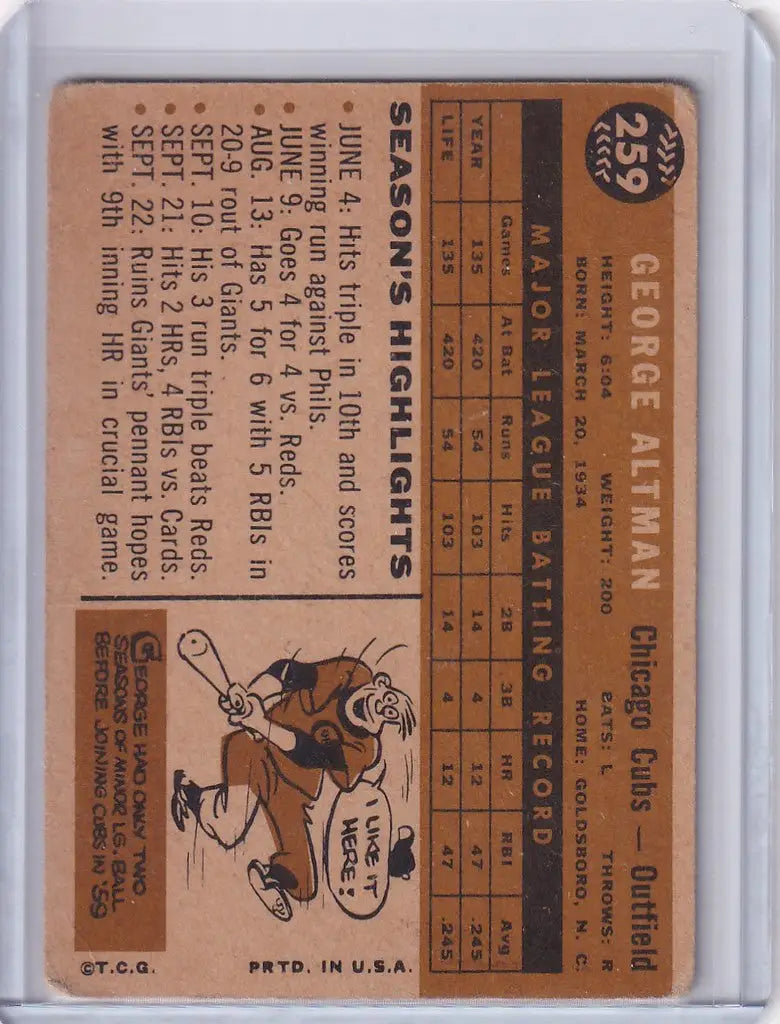 259
GEORGE ALTMAN Chicago Cubs — Outfield
HEIGHT: 6:04 WEIGHT: 200 BATS: L THROWS: R
BORN: MARCH 20, 1934 HOME: GOLDSBORO, N. C.
MAJOR LEAGUE BATTING RECORD
Games At Bat Runs Hits 2B 3B HR RBI Avg
YEAR 135 420 54 103 14 4 12 47 .245
LIFE 135 420 54 103 14 4 12 47 .245
SEASON'S HIGHLIGHTS
• JUNE 4: Hits triple in 10th and scores
winning run against Phils.
• JUNE 9: Goes 4 for 4 vs. Reds.
• AUG. 13: Has 5 for 6 with 5 RBIs in
20-9 rout of Giants.
• SEPT. 10: His 3 run triple beats Reds.
• SEPT. 21: Hits 2 HRs, 4 RBIs vs. Cards.
• SEPT. 22: Ruins Giants' pennant hopes
with 9th inning HR in crucial game.
I LIKE IT
HERE!
GEORGE HAD ONLY TWO
SEASONS OF MINOR LG. BALL
BEFORE JOINING CUBS IN '59
©T.C.G. PRTD. IN U.S.A.